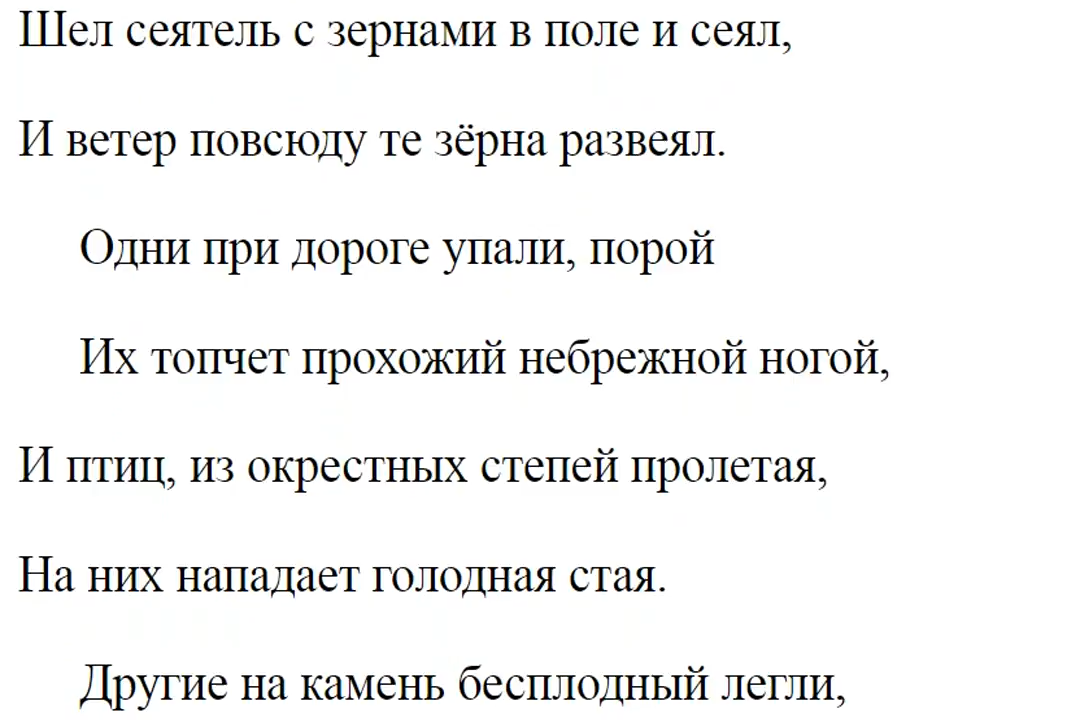 Шел сеятель с зернами в поле и сеял,
И ветер повсюду те зёрна развеял.
Одни при дороге упали, порой
Их топчет прохожий небрежной ногой,
И птиц, из окрестных степей пролетая,
На них нападает голодная стая.
Другие на камень бесплодный легли,